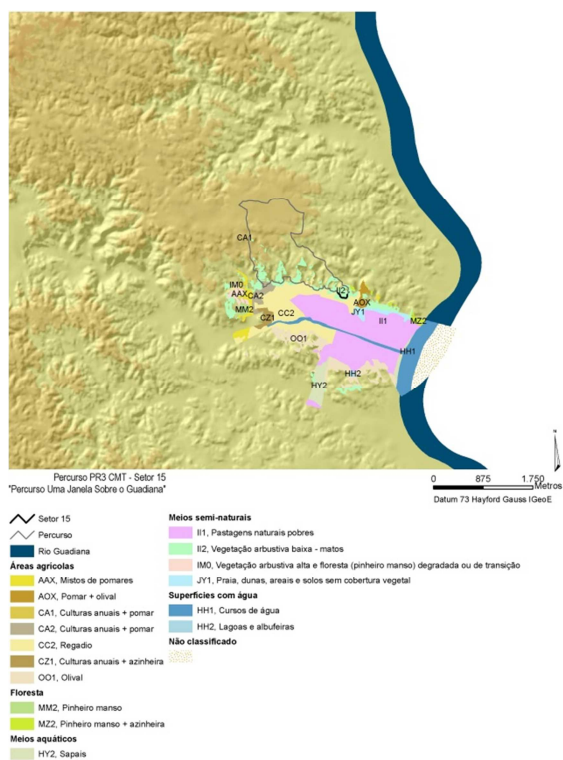 CA1
IM0
AAX
CA2
MM2
CZ1
CC2
OO1
II2
AOX
JY1
II1
MZ2
HH1
HH2
HY2
N
Percurso PR3 CMT - Setor 15
"Percurso Uma Janela Sobre o Guadiana"
0 875 1.750
Metros
Datum 73 Hayford Gauss IGeoE
Setor 15
Percurso
Rio Guadiana
Áreas agrícolas
AAX, Mistos de pomares
AOX, Pomar + olival
CA1, Culturas anuais + pomar
CA2, Culturas anuais + pomar
CC2, Regadio
CZ1, Culturas anuais + azinheira
OO1, Olival
Floresta
MM2, Pinheiro manso
MZ2, Pinheiro manso + azinheira
Meios aquáticos
HY2, Sapais
Meios semi-naturais
II1, Pastagens naturais pobres
II2, Vegetação arbustiva baixa - matos
IM0, Vegetação arbustiva alta e floresta (pinheiro manso) degradada ou de transição
JY1, Praia, dunas, areais e solos sem cobertura vegetal
Superfícies com água
HH1, Cursos de água
HH2, Lagoas e albufeiras
Não classificado